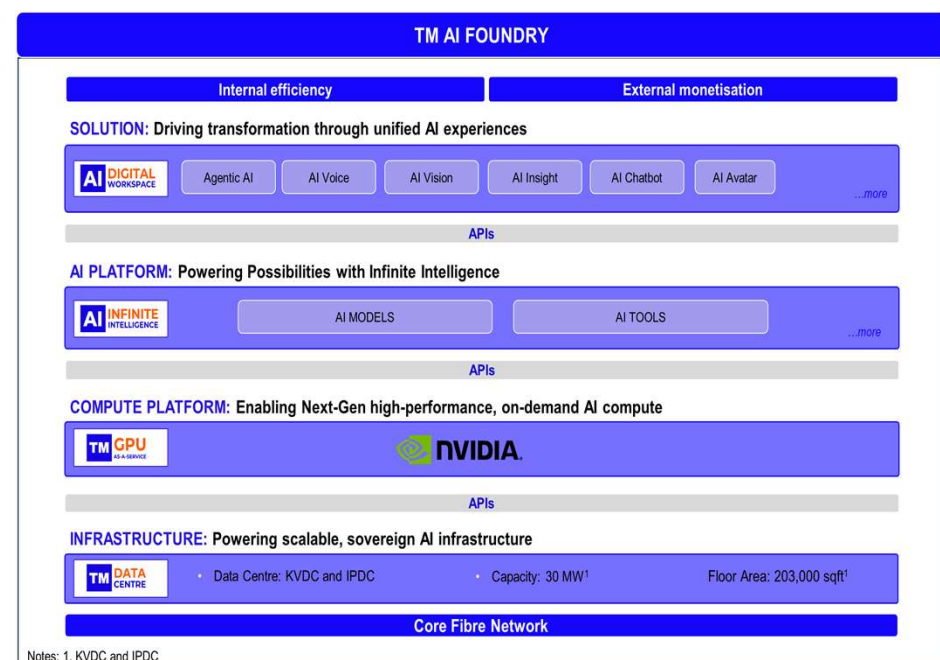 TM AI FOUNDRY
Internal efficiency
External monetisation
SOLUTION: Driving transformation through unified AI experiences
AI DIGITAL WORKSPACE
Agentic AI
AI Voice
AI Vision
AI Insight
AI Chatbot
AI Avatar
...more
APIs
AI PLATFORM: Powering Possibilities with Infinite Intelligence
AI INFINITE INTELLIGENCE
AI MODELS
AI TOOLS
...more
APIs
COMPUTE PLATFORM: Enabling Next-Gen high-performance, on-demand AI compute
TM GPU AS-A-SERVICE
NVIDIA.
APIs
INFRASTRUCTURE: Powering scalable, sovereign AI infrastructure
TM DATA CENTRE
• Data Centre: KVDC and IPDC
• Capacity: 30 MW¹
Floor Area: 203,000 sqft¹
Core Fibre Network
Notes: 1. KVDC and IPDC